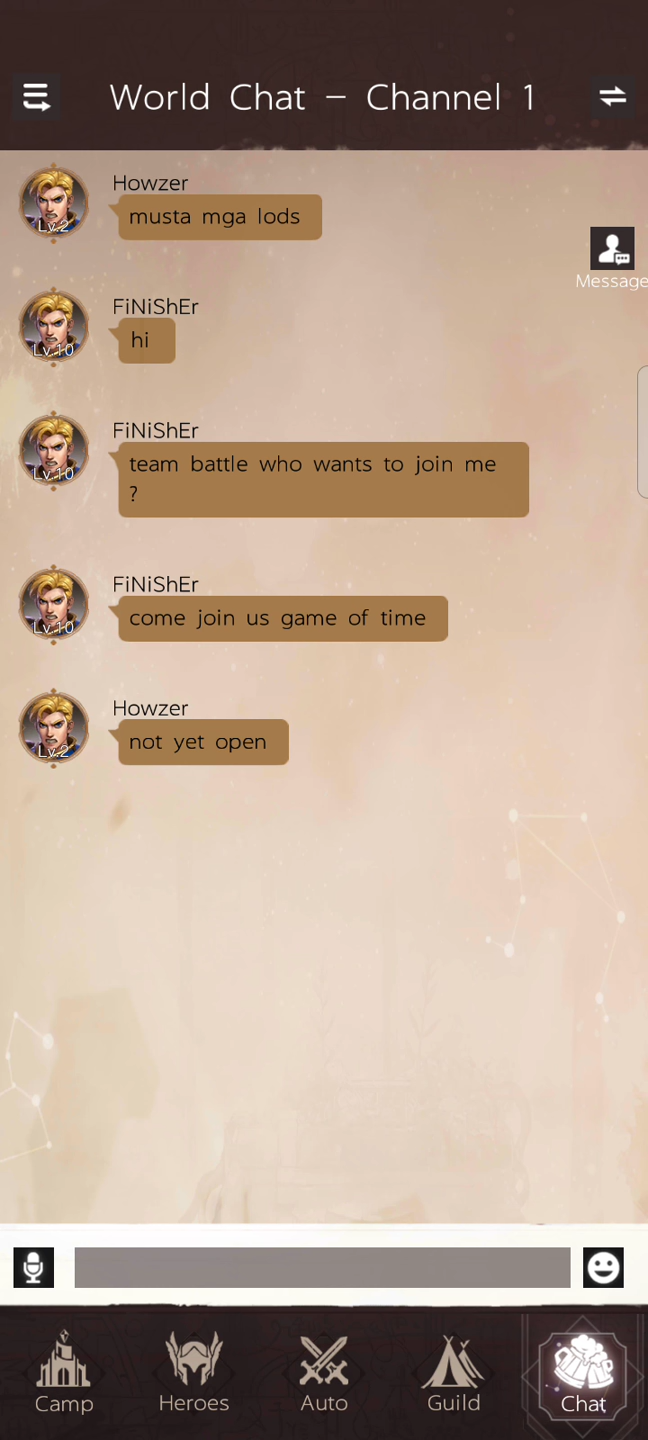 World Chat – Channel 1
Howzer
musta mga lods
Lv.2
Message
FiNiShEr
hi
Lv.10
FiNiShEr
team battle who wants to join me
?
Lv.10
FiNiShEr
come join us game of time
Lv.10
Howzer
not yet open
Lv.2
Camp
Heroes
Auto
Guild
Chat